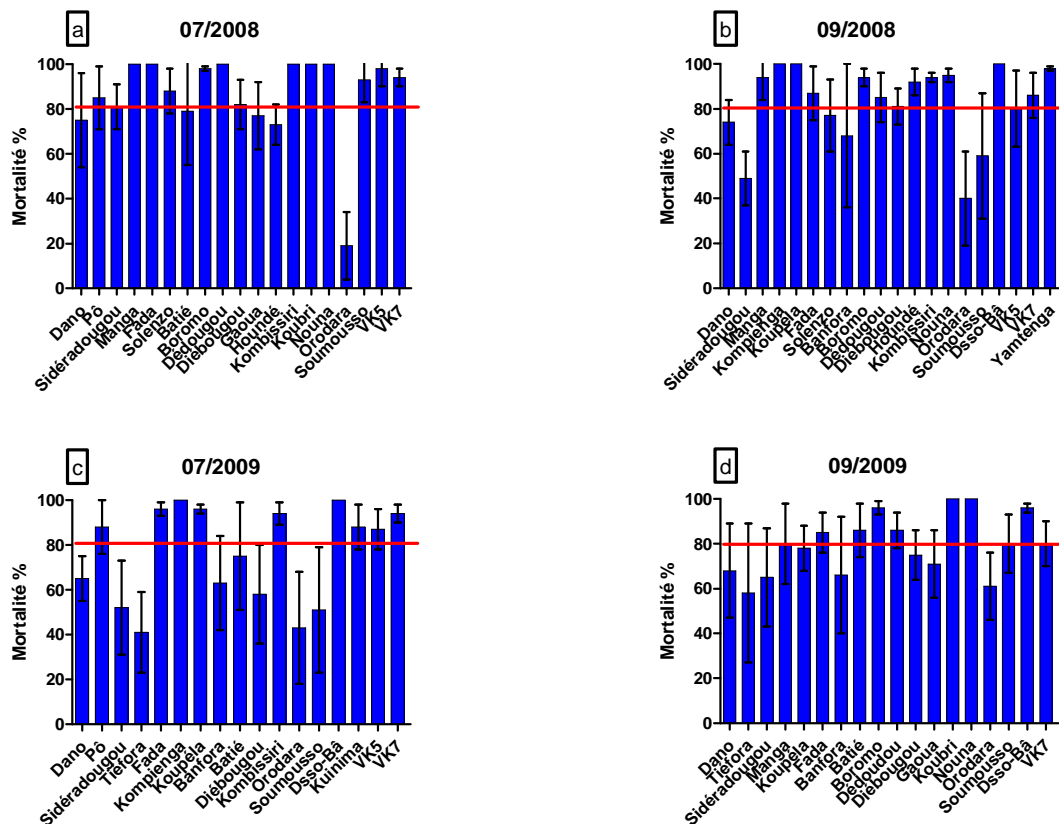 a
07/2008
100
80
60
40
20
0
Mortalité %
Dano
Pô
Sidéradougou
Manga
Fada
Solenzo
Batié
Boromo
Dédougou
Diébougou
Gaoua
Houndé
Kombissiri
Koubri
Nouna
Orodara
Soumousso
VK5
VK7
b
09/2008
100
80
60
40
20
0
Mortalité %
Dano
Sidéradougou
Manga
Kompienga
Koupéla
Fada
Solenzo
Banfora
Boromo
Dédougou
Diébougou
Houndé
Kombissiri
Nouna
Orodara
Soumousso
Dsso-Bâ
VK5
VK7
Yamtenga
c
07/2009
100
80
60
40
20
0
Mortalité %
Dano
Pô
Sidéradougou
Tiéfora
Fada
Kompienga
Koupéla
Banfora
Batié
Diébougou
Kombissiri
Orodara
Soumousso
Dsso-Bâ
Kuinima
VK5
VK7
d
09/2009
100
80
60
40
20
0
Mortalité %
Dano
Tiefora
Sidéradougou
Manga
Koupéla
Fada
Banfora
Batié
Boromo
Dédoudou
Diebougou
Gaoua
Koubri
Nouna
Orodara
Soumousso
Dsso-Bâ
VK7